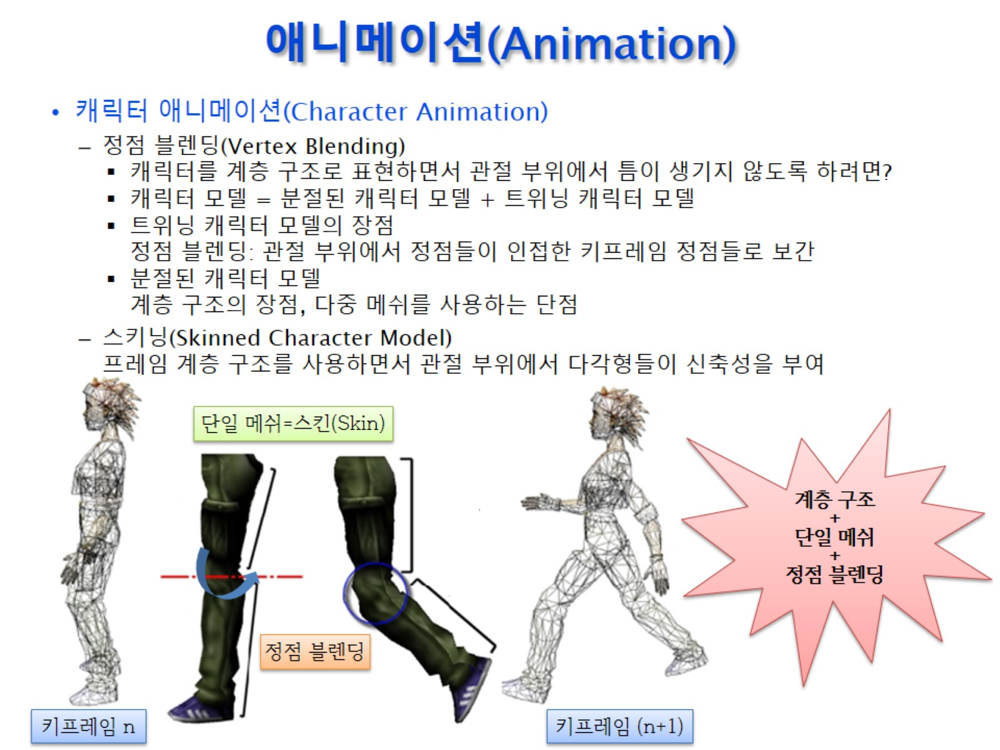 애니메이션(Animation)
• 캐릭터 애니메이션(Character Animation)
– 정점 블렌딩(Vertex Blending)
▪ 캐릭터를 계층 구조로 표현하면서 관절 부위에서 틈이 생기지 않도록 하려면?
▪ 캐릭터 모델 = 분절된 캐릭터 모델 + 트위닝 캐릭터 모델
▪ 트위닝 캐릭터 모델의 장점
정점 블렌딩: 관절 부위에서 정점들이 인접한 키프레임 정점들로 보간
▪ 분절된 캐릭터 모델
계층 구조의 장점, 다중 메쉬를 사용하는 단점
– 스키닝(Skinned Character Model)
프레임 계층 구조를 사용하면서 관절 부위에서 다각형들이 신축성을 부여
단일 메쉬=스킨(Skin)
계층 구조
+
단일 메쉬
+
정점 블렌딩
정점 블렌딩
키프레임 n
키프레임 (n+1)